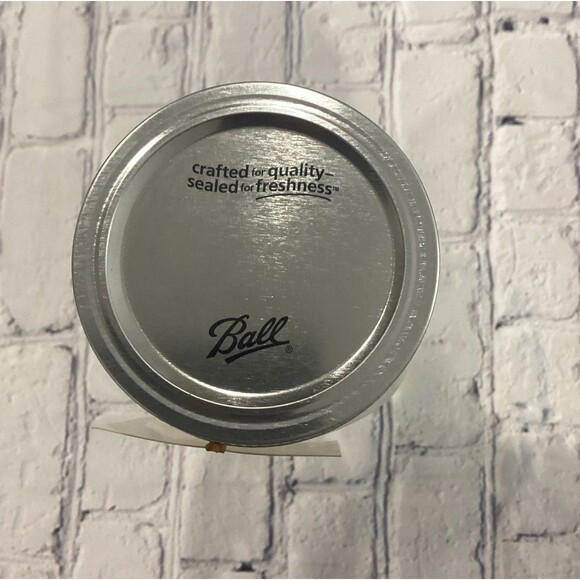 crafted for quality–
sealed for freshness™
Ball®